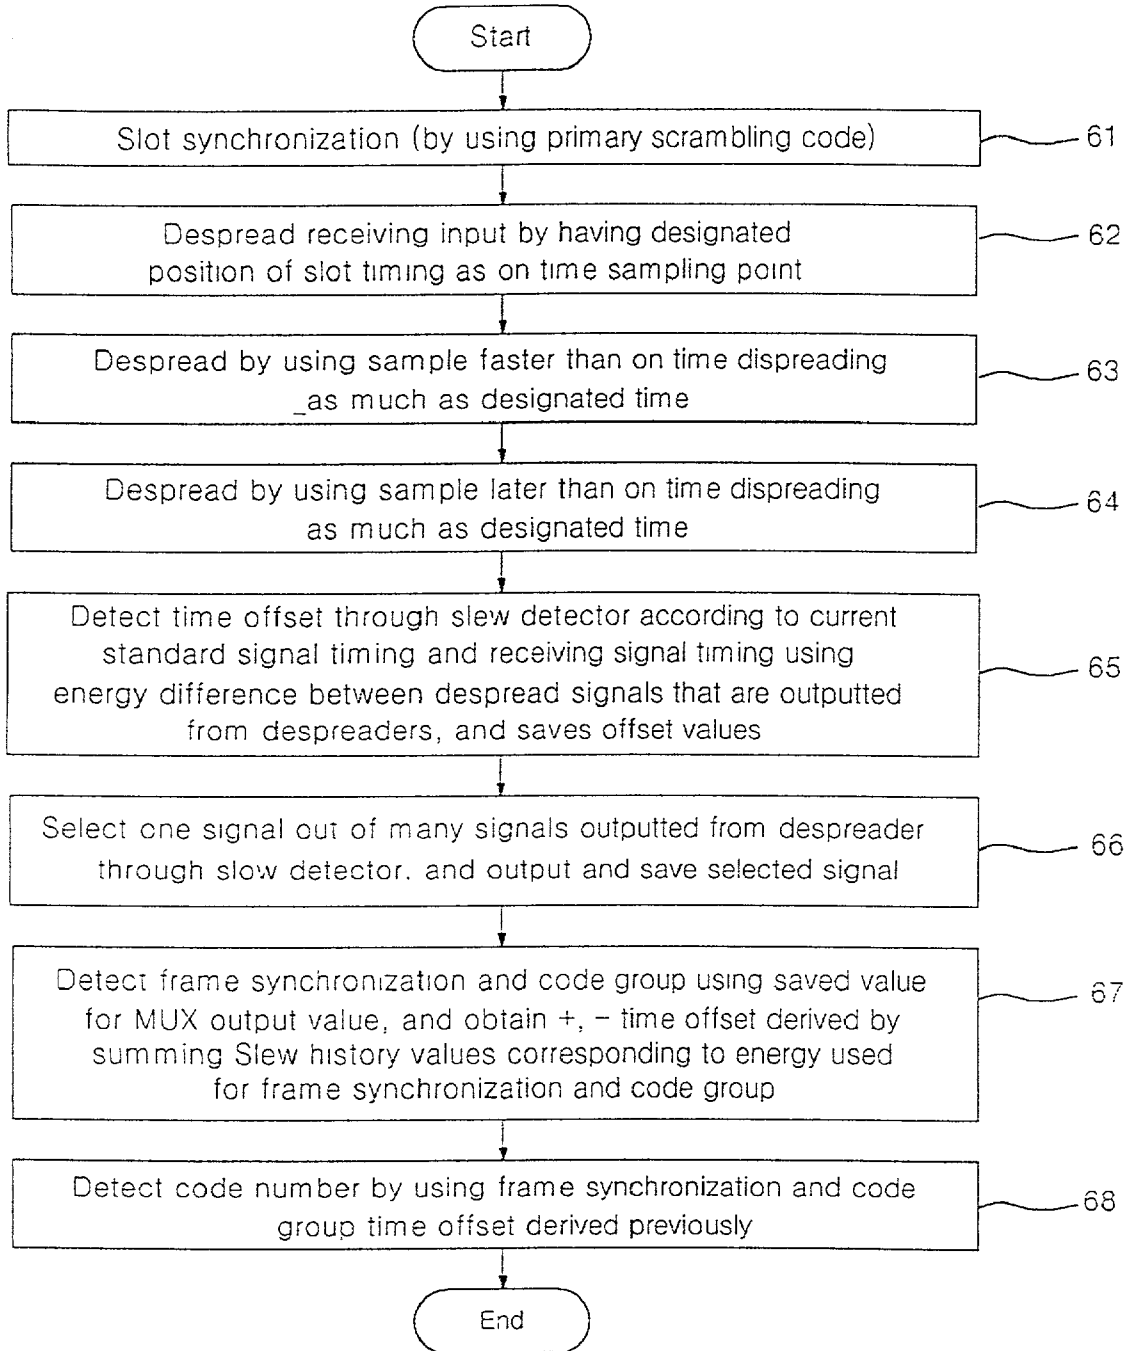 Start
Slot synchronization (by using primary scrambling code)
61
Despread receiving input by having designated
position of slot timing as on time sampling point
62
Despread by using sample faster than on time dispreading
_as much as designated time
63
Despread by using sample later than on time dispreading
as much as designated time
64
Detect time offset through slew detector according to current
standard signal timing and receiving signal timing using
energy difference between despread signals that are outputted
from despreaders, and saves offset values
65
Select one signal out of many signals outputted from despreader
through slow detector. and output and save selected signal
66
Detect frame synchronization and code group using saved value
for MUX output value, and obtain +, - time offset derived by
summing Slew history values corresponding to energy used
for frame synchronization and code group
67
Detect code number by using frame synchronization and code
group time offset derived previously
68
End